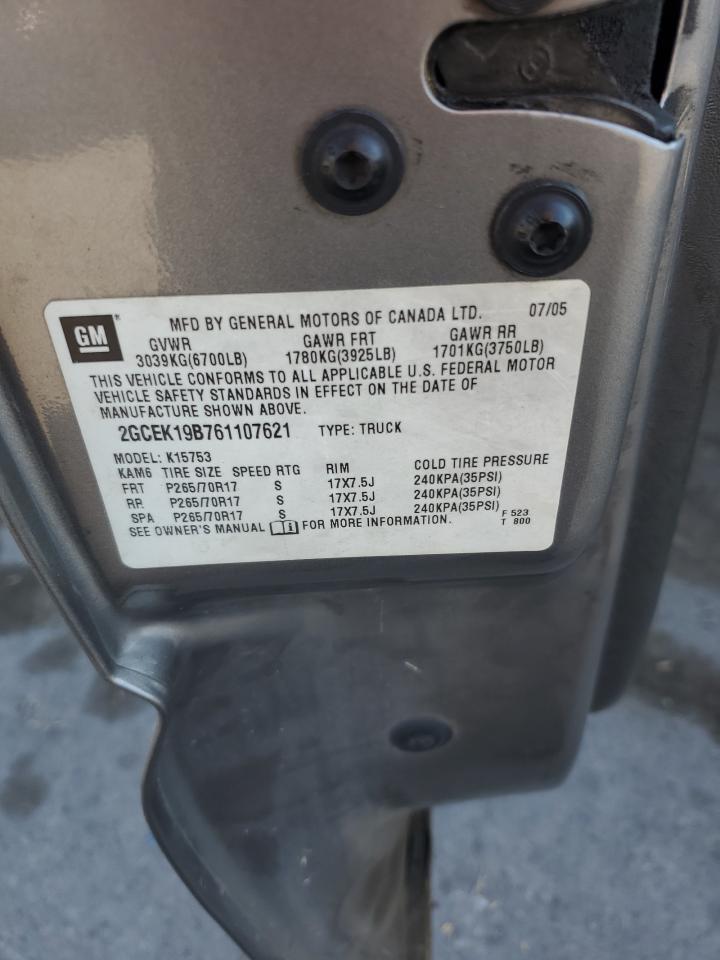 GM ® MFD BY GENERAL MOTORS OF CANADA LTD. 07/05
GVWR GAWR FRT GAWR RR
3039KG(6700LB) 1780KG(3925LB) 1701KG(3750LB)
THIS VEHICLE CONFORMS TO ALL APPLICABLE U.S. FEDERAL MOTOR
VEHICLE SAFETY STANDARDS IN EFFECT ON THE DATE OF
MANUFACTURE SHOWN ABOVE.
2GCEK19B761107621 TYPE: TRUCK
MODEL: K15753
KAM6 TIRE SIZE SPEED RTG RIM COLD TIRE PRESSURE
FRT P265/70R17 S 17X7.5J 240KPA(35PSI)
RR P265/70R17 S 17X7.5J 240KPA(35PSI)
SPA P265/70R17 S 17X7.5J 240KPA(35PSI)
SEE OWNER'S MANUAL FOR MORE INFORMATION.
F 523
T 800